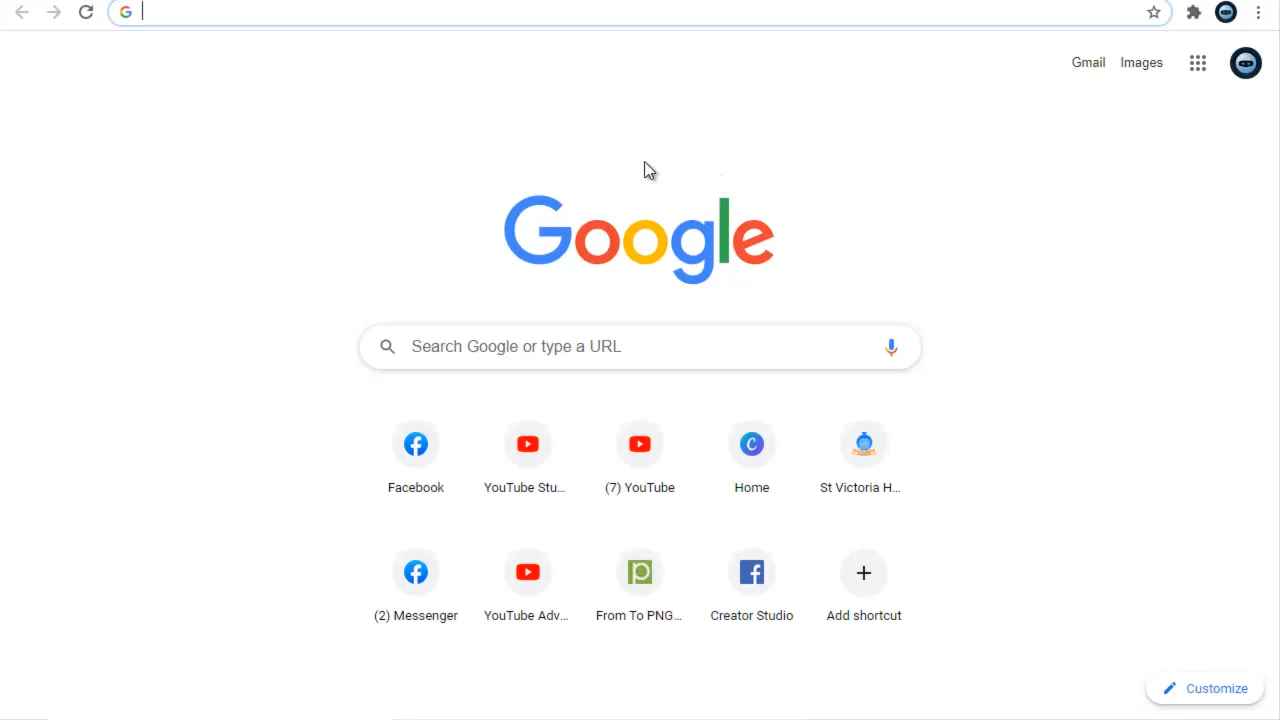 Gmail Images
Google
Search Google or type a URL
Facebook YouTube Stu... (7) YouTube Home St Victoria H...
(2) Messenger YouTube Adv... From To PNG... Creator Studio Add shortcut
Customize